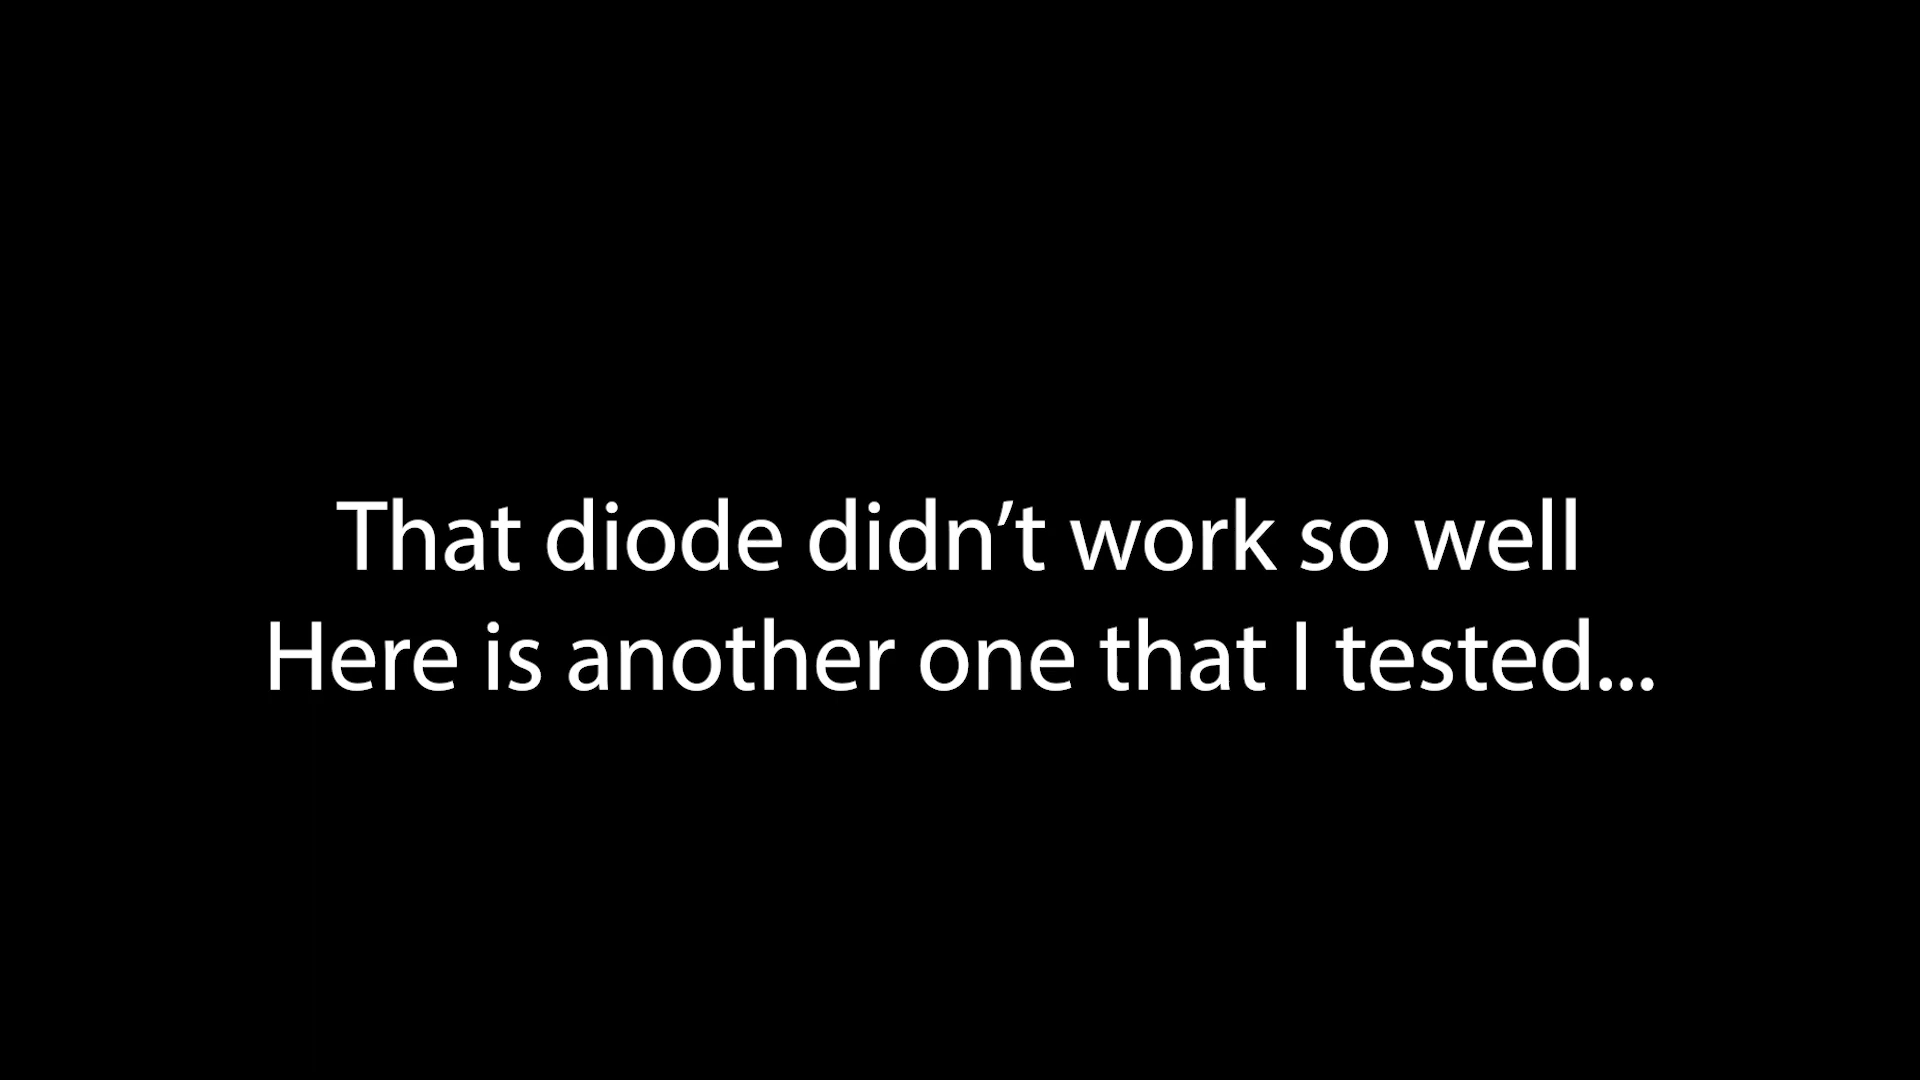 That diode didn’t work so well
Here is another one that I tested...